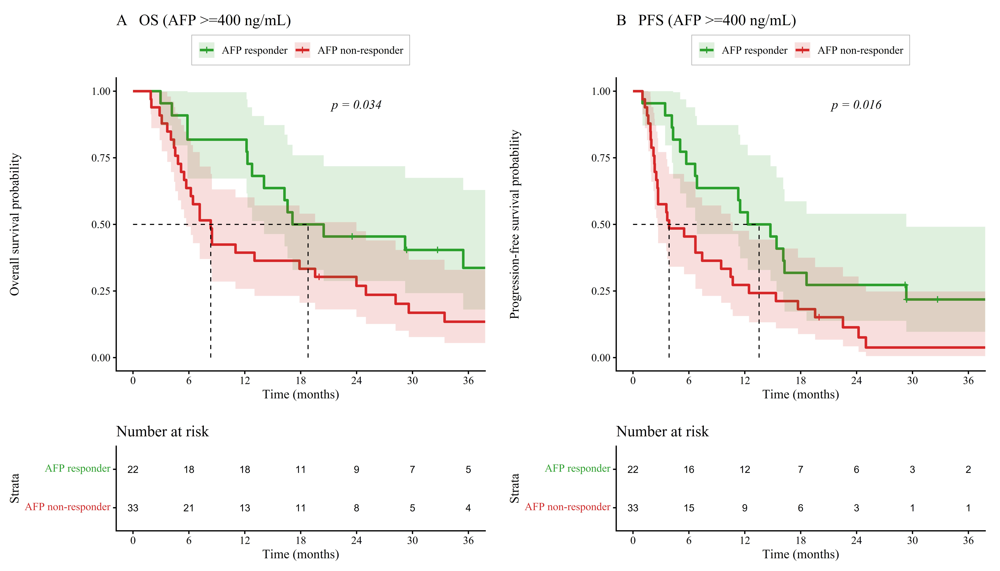 A OS (AFP >=400 ng/mL)
AFP responder AFP non-responder
Overall survival probability
1.00
0.75
0.50
0.25
0.00
p = 0.034
0 6 12 18 24 30 36
Time (months)
Number at risk
Strata
AFP responder 22 18 18 11 9 7 5
AFP non-responder 33 21 13 11 8 5 4
0 6 12 18 24 30 36
Time (months)
B PFS (AFP >=400 ng/mL)
AFP responder AFP non-responder
Progression-free survival probability
1.00
0.75
0.50
0.25
0.00
p = 0.016
0 6 12 18 24 30 36
Time (months)
Number at risk
Strata
AFP responder 22 16 12 7 6 3 2
AFP non-responder 33 15 9 6 3 1 1
0 6 12 18 24 30 36
Time (months)